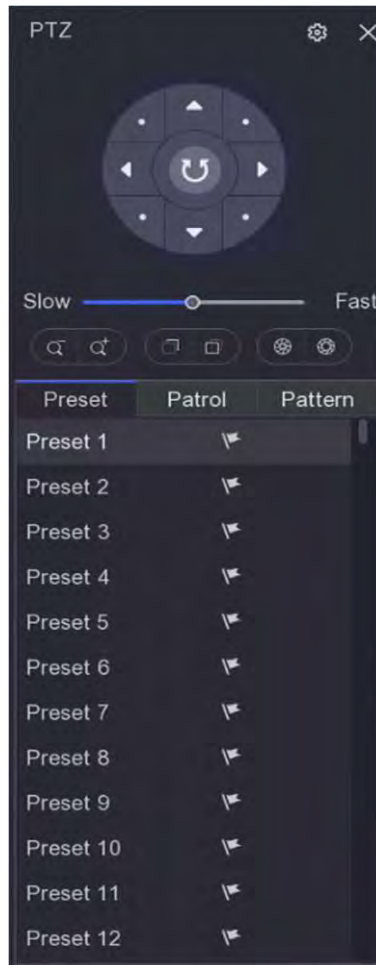 PTZ
Slow Fast
Preset Patrol Pattern
Preset 1
Preset 2
Preset 3
Preset 4
Preset 5
Preset 6
Preset 7
Preset 8
Preset 9
Preset 10
Preset 11
Preset 12